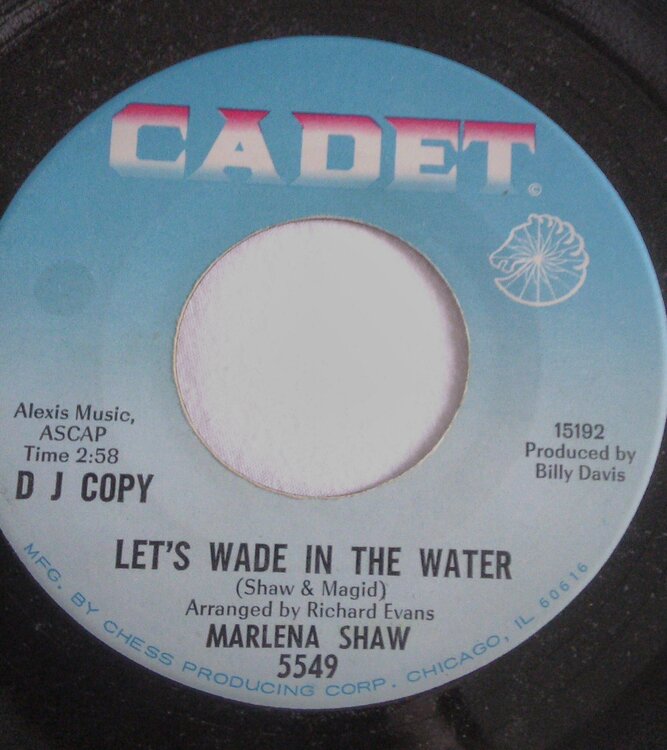 CADET
©
Alexis Music,
ASCAP
Time 2:58
D J COPY
15192
Produced by
Billy Davis
LET'S WADE IN THE WATER
(Shaw & Magid)
Arranged by Richard Evans
MARLENA SHAW
5549
MFG. BY CHESS PRODUCING CORP. CHICAGO, IL 60616